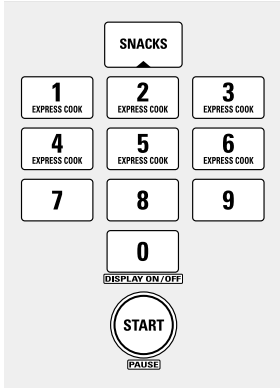 SNACKS
1 2 3
EXPRESS COOK EXPRESS COOK EXPRESS COOK
4 5 6
EXPRESS COOK EXPRESS COOK EXPRESS COOK
7 8 9
0
DISPLAY ON/OFF
START
PAUSE